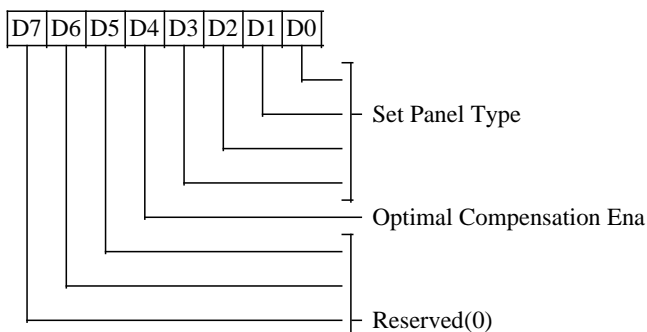 D7 D6 D5 D4 D3 D2 D1 D0
Set Panel Type
Optimal Compensation Ena
Reserved(0)